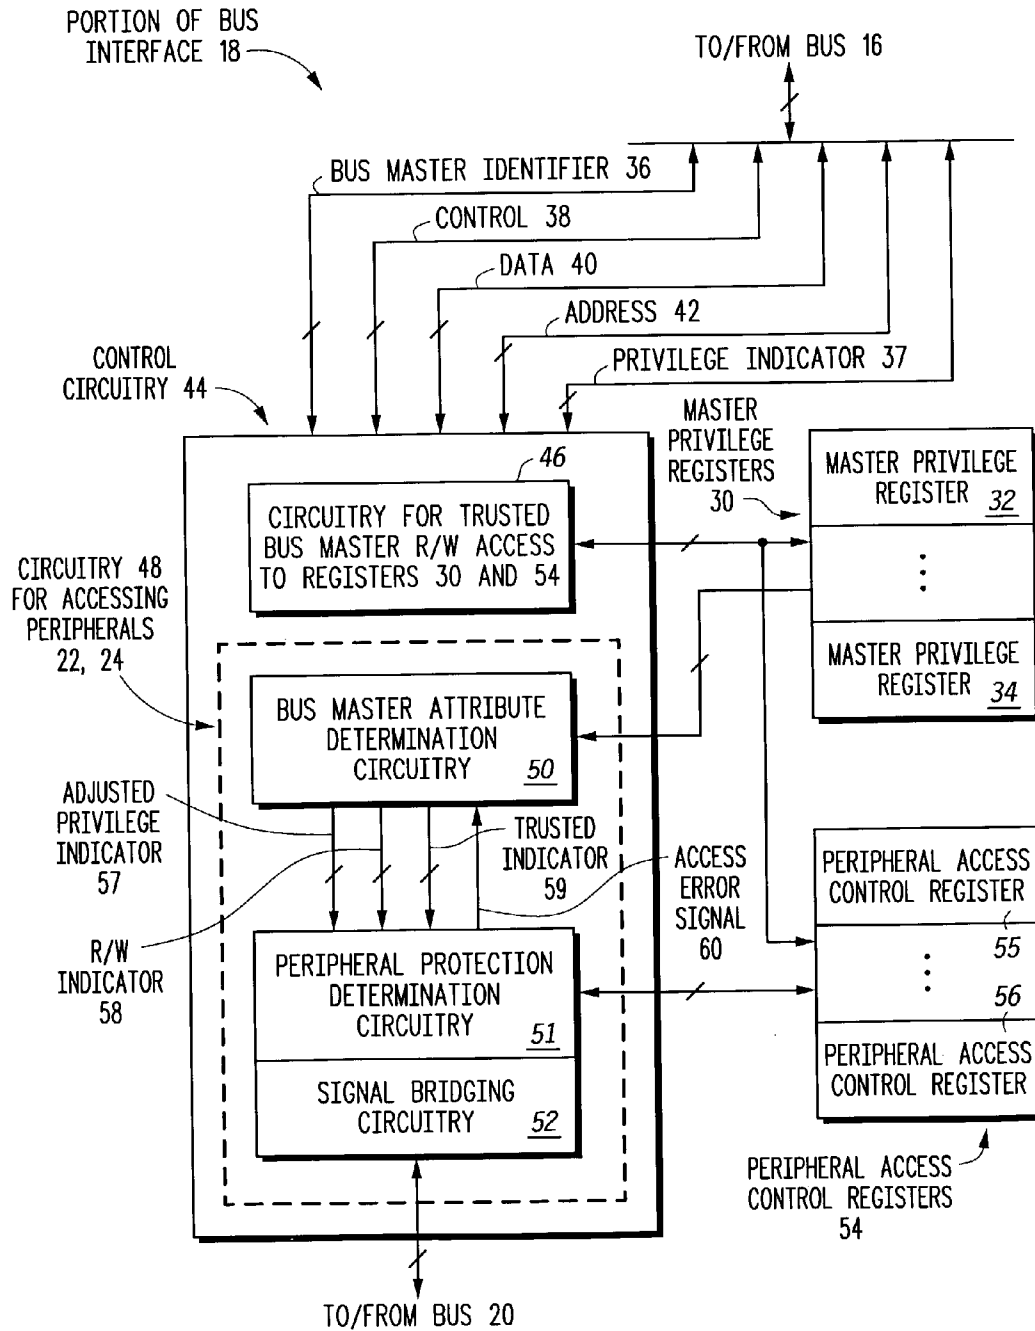 PORTION OF BUS
INTERFACE 18
TO/FROM BUS 16
BUS MASTER IDENTIFIER 36
CONTROL 38
DATA 40
ADDRESS 42
PRIVILEGE INDICATOR 37
CONTROL
CIRCUITRY 44
46
CIRCUITRY FOR TRUSTED
BUS MASTER R/W ACCESS
TO REGISTERS 30 AND 54
MASTER
PRIVILEGE
REGISTERS
30
MASTER PRIVILEGE
REGISTER 32
MASTER PRIVILEGE
REGISTER 34
CIRCUITRY 48
FOR ACCESSING
PERIPHERALS
22, 24
BUS MASTER ATTRIBUTE
DETERMINATION
CIRCUITRY 50
ADJUSTED
PRIVILEGE
INDICATOR
57
R/W
INDICATOR
58
TRUSTED
INDICATOR
59
ACCESS
ERROR
SIGNAL
60
PERIPHERAL PROTECTION
DETERMINATION
CIRCUITRY 51
SIGNAL BRIDGING
CIRCUITRY 52
PERIPHERAL ACCESS
CONTROL REGISTER
55
56
PERIPHERAL ACCESS
CONTROL REGISTER
PERIPHERAL ACCESS
CONTROL REGISTERS
54
TO/FROM BUS 20